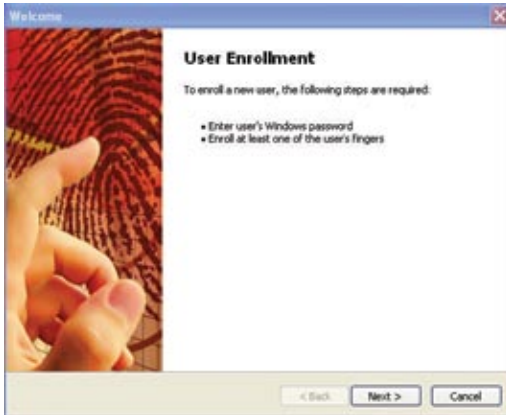 Welcome
User Enrollment
To enroll a new user, the following steps are required:
• Enter user's Windows password
• Enroll at least one of the user's fingers
< Back Next > Cancel